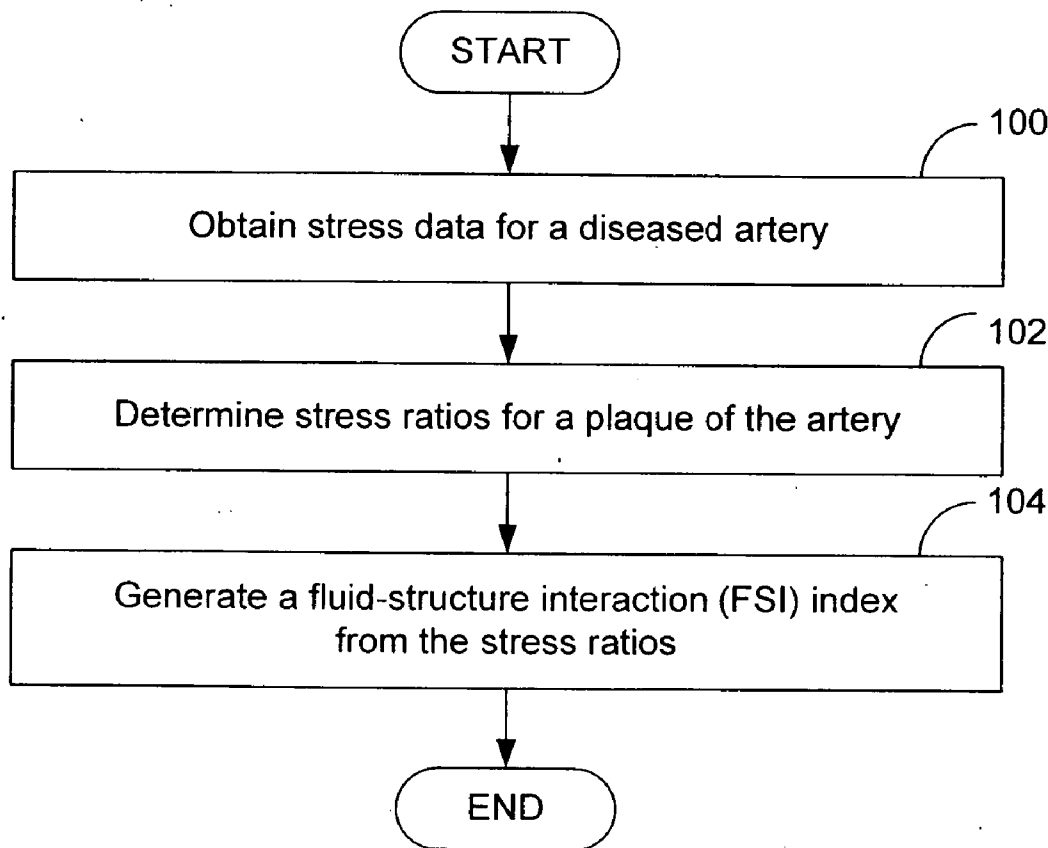 START
100
Obtain stress data for a diseased artery
102
Determine stress ratios for a plaque of the artery
104
Generate a fluid-structure interaction (FSI) index
from the stress ratios
END